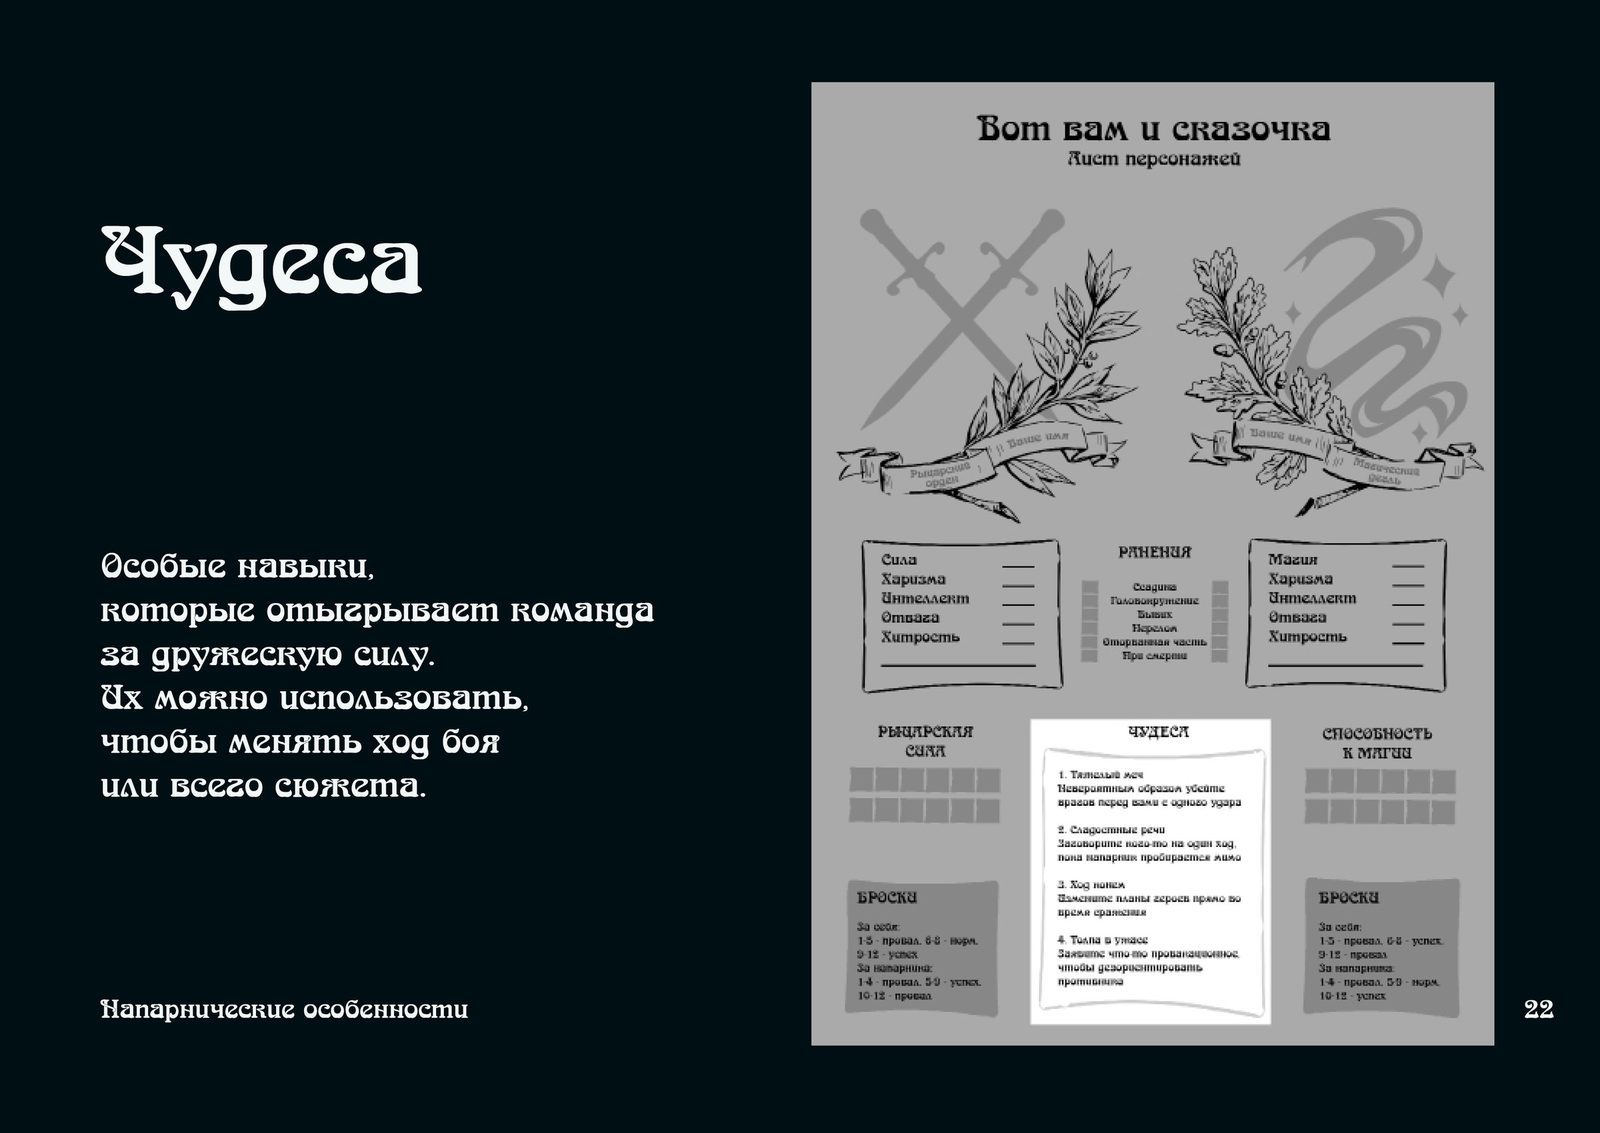 Чудеса
Особые навыки,
которые отыгрывает команда
за дружескую силу.
Их можно использовать,
чтобы менять ход боя
или всего сюжета.
Напарнические особенности
Вот вам и сказочка
Лист персонажей
Ваше имя
Рыцарский
орден
Ваше имя
Магический
Сила
Харизма
Интеллект
Отвага
Хитрость
РАНЕНИЯ
Ссадина
Головокружение
Вывих
Перелом
Оторванная часть
При смерти
Магия
Харизма
Интеллект
Отвага
Хитрость
РЫЦАРСКАЯ
СИЛА
ЧУДЕСА
1. Тяжелый меч
Невероятным образом убейте
врагов перед вами с одного удара
2. Сладостные речи
Заговорите кого-то на один ход,
пока напарник пробирается мимо
3. Ход конем
Измените планы героев прямо во
время сражения
4. Толпа в ужасе
Заявите что-то провакационное,
чтобы дезориентировать
противника
СПОСОБНОСТЬ
К МАГИИ
БРОСКИ
За себя:
1-5 - провал, 6-8 - норм,
9-12 - успех
За напарника:
1-4 - провал, 5-9 - успех,
10-12 - провал
БРОСКИ
За себя:
1-5 - провал, 6-8 - успех,
9-12 - провал
За напарника:
1-4 - провал, 5-9 - норм,
10-12 - успех
22